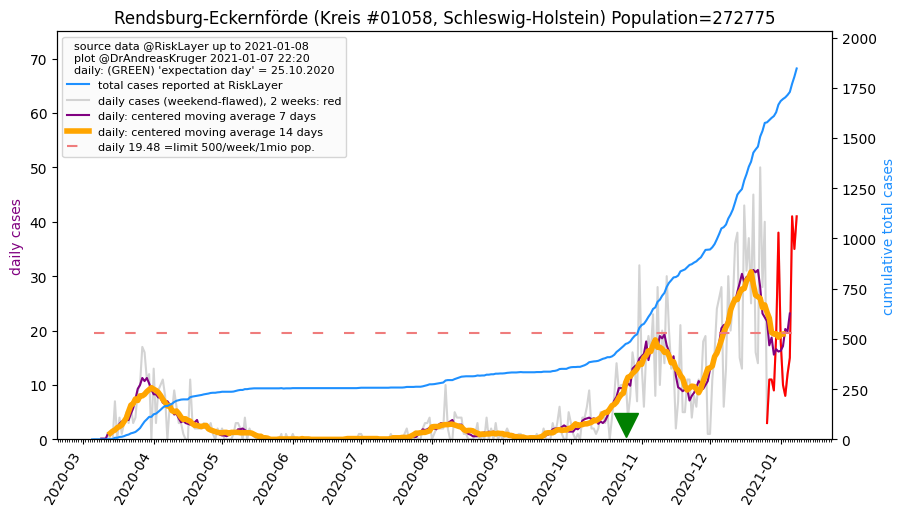 Rendsburg-Eckernförde (Kreis #01058, Schleswig-Holstein) Population=272775
source data @RiskLayer up to 2021-01-08
plot @DrAndreasKruger 2021-01-07 22:20
daily: (GREEN) 'expectation day' = 25.10.2020
total cases reported at RiskLayer
daily cases (weekend-flawed), 2 weeks: red
daily: centered moving average 7 days
daily: centered moving average 14 days
daily 19.48 =limit 500/week/1mio pop.
daily cases
70
60
50
40
30
20
10
0
cumulative total cases
2000
1750
1500
1250
1000
750
500
250
0
2020-03
2020-04
2020-05
2020-06
2020-07
2020-08
2020-09
2020-10
2020-11
2020-12
2021-01